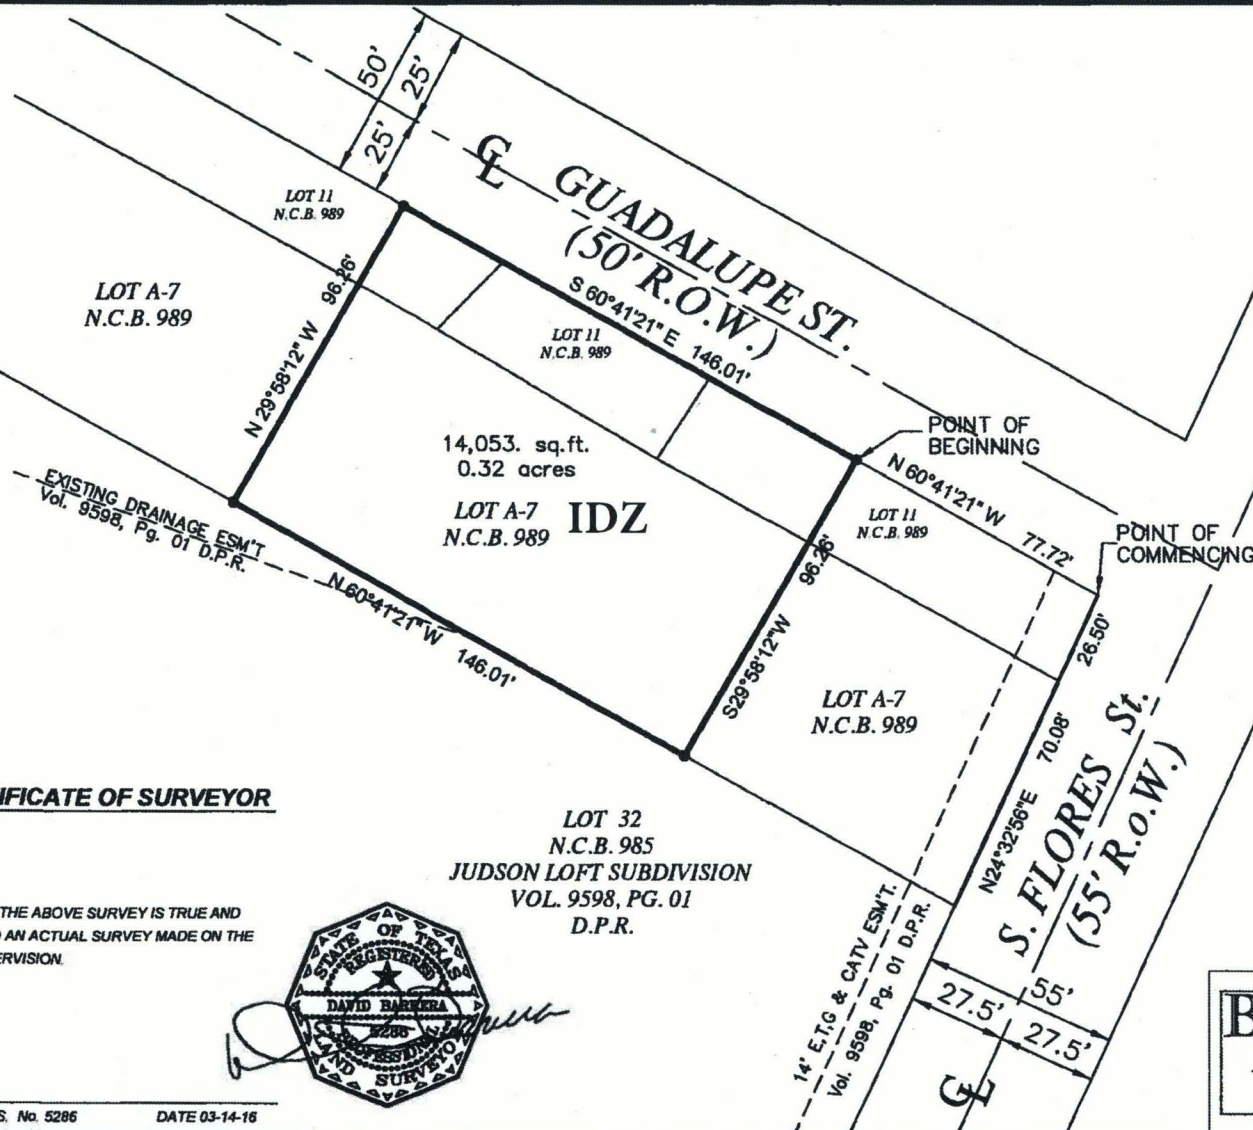 50'
25'
25'
C L
GUADALUPE ST.
(50' R.O.W.)
LOT 11
N.C.B. 989
LOT A-7
N.C.B. 989
N 29°58'12" W 96.26'
S 60°41'21" E 146.01'
LOT 11
N.C.B. 989
14,053. sq.ft.
0.32 acres
LOT A-7
N.C.B. 989
IDZ
POINT OF
BEGINNING
N 60°41'21" W 77.72'
LOT 11
N.C.B. 989
POINT OF
COMMENCING
EXISTING DRAINAGE ESM'T
Vol. 9598, Pg. 01 D.P.R.
N 60°41'21" W 146.01'
S29°58'12"W 96.26'
26.50'
LOT A-7
N.C.B. 989
N24°32'56"E 70.08'
S. FLORES St.
(55' R.o.W.)
IFICATE OF SURVEYOR
LOT 32
N.C.B. 985
JUDSON LOFT SUBDIVISION
VOL. 9598, PG. 01
D.P.R.
THE ABOVE SURVEY IS TRUE AND
AN ACTUAL SURVEY MADE ON THE
ERVISION.
STATE OF TEXAS
REGISTERED
DAVID BARRERA
5286
PROFESSIONAL
LAND SURVEYOR
14' E,T,G & CATV ESM'T.
Vol. 9598, Pg. 01 D.P.R.
55'
27.5'
27.5'
C L
B
S. No. 5286 DATE 03-14-16